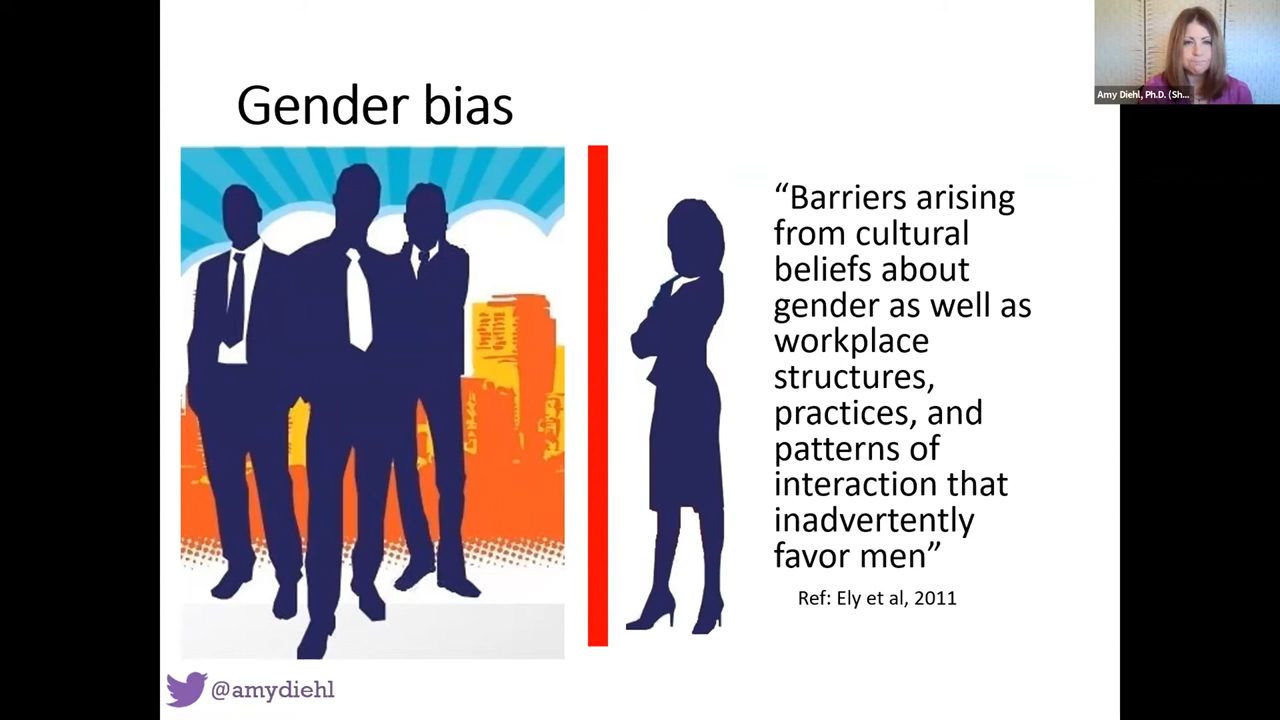 Gender bias
“Barriers arising
from cultural
beliefs about
gender as well as
workplace
structures,
practices, and
patterns of
interaction that
inadvertently
favor men”
Ref: Ely et al, 2011
@amydiehl
Amy Diehl, Ph.D. (Sh...